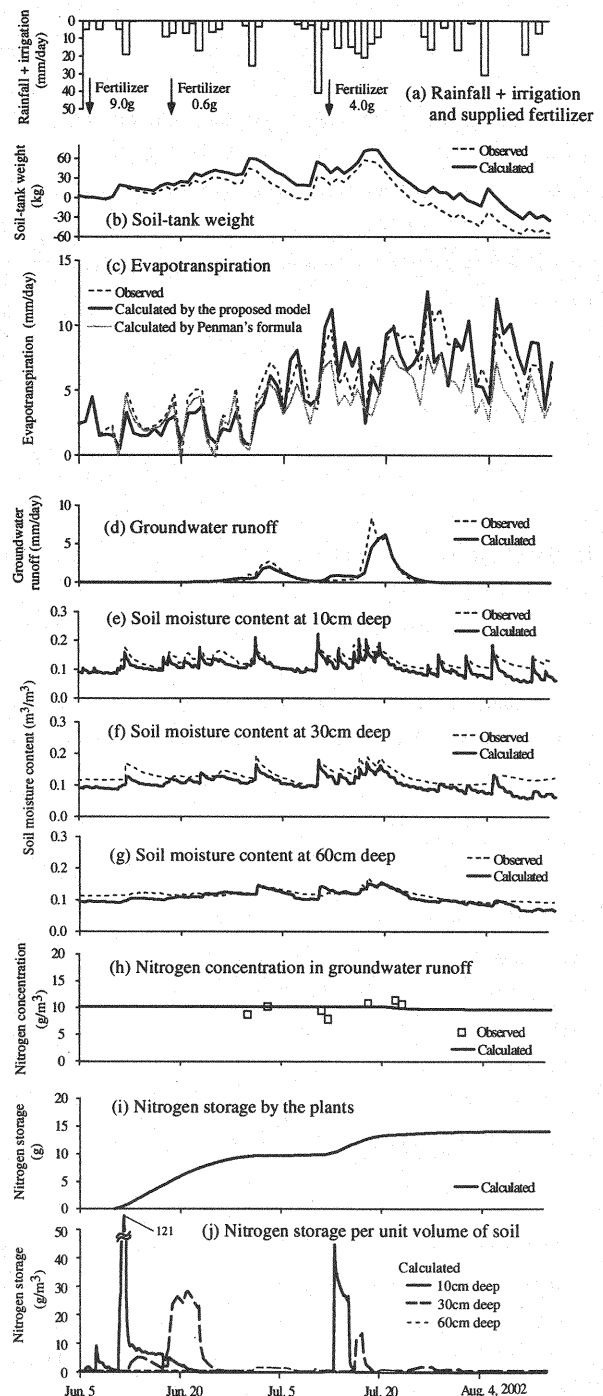 0
10
20
30
40
50
Rainfall + irrigation
(mm/day)
Fertilizer
9.0g
Fertilizer
0.6g
Fertilizer
4.0g
(a) Rainfall + irrigation
and supplied fertilizer
60
30
0
-30
-60
Soil-tank weight
(kg)
Observed
Calculated
(b) Soil-tank weight
15
10
5
0
Evapotranspiration (mm/day)
(c) Evapotranspiration
Observed
Calculated by the proposed model
Calculated by Penman's formula
10
5
0
Groundwater
runoff (mm/day)
(d) Groundwater runoff
Observed
Calculated
Soil moisture content (m³/m³)
0.3
0.2
0.1
0.0
(e) Soil moisture content at 10cm deep
Observed
Calculated
0.3
0.2
0.1
0.0
(f) Soil moisture content at 30cm deep
Observed
Calculated
0.3
0.2
0.1
0.0
(g) Soil moisture content at 60cm deep
Observed
Calculated
20
15
10
5
0
Nitrogen concentration
(g/m³)
(h) Nitrogen concentration in groundwater runoff
Observed
Calculated
20
15
10
5
0
Nitrogen storage
(g)
(i) Nitrogen storage by the plants
Calculated
50
40
30
20
10
0
Nitrogen storage
g/m³)
121
(j) Nitrogen storage per unit volume of soil
Calculated
10cm deep
30cm deep
60cm deep
Jun. 5
Jun. 20
Jul. 5
Jul. 20
Aug. 4, 2002